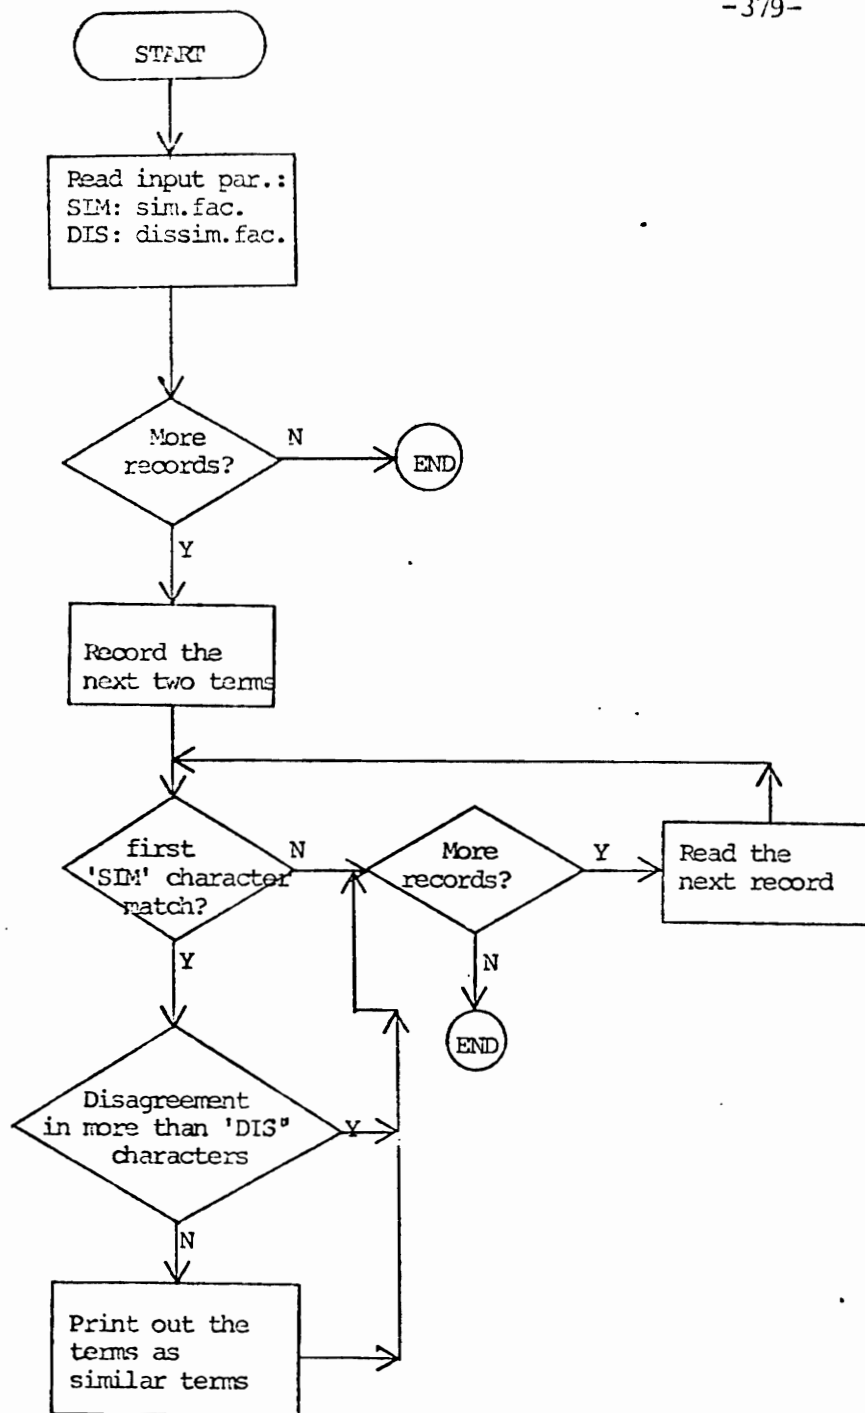 -379-
START
Read input par.:
SIM: sim.fac.
DIS: dissim.fac.
More
records?
N
END
Y
Record the
next two terms
first
'SIM' character
match?
N
More
records?
Y
Read the
next record
Y
N
END
Disagreement
in more than 'DIS"
characters
Y
N
Print out the
terms as
similar terms